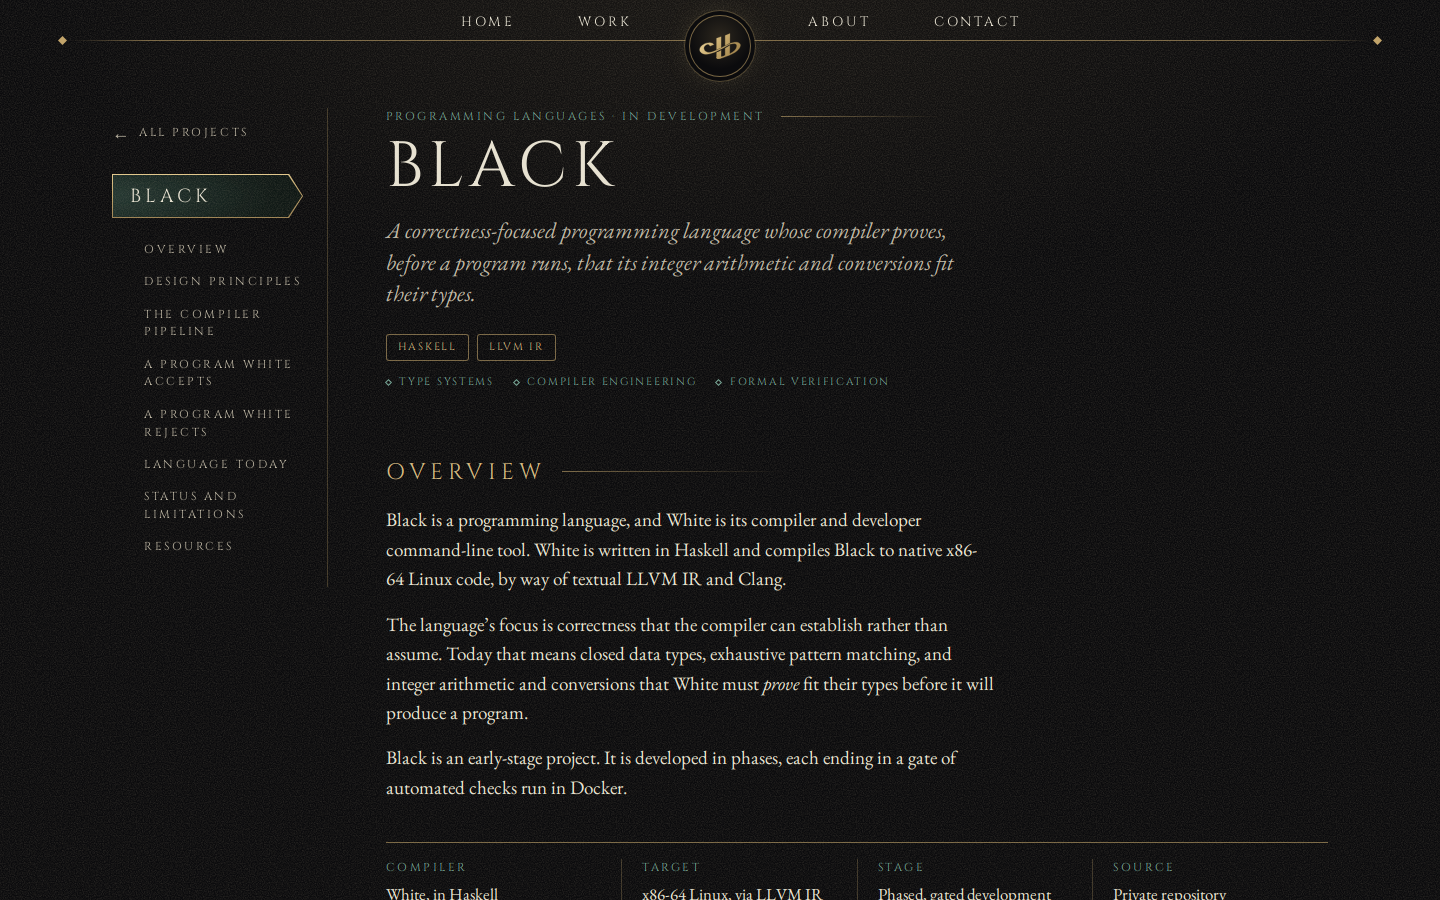 HOME WORK ABOUT CONTACT
← ALL PROJECTS
BLACK
OVERVIEW
DESIGN PRINCIPLES
THE COMPILER
PIPELINE
A PROGRAM WHITE
ACCEPTS
A PROGRAM WHITE
REJECTS
LANGUAGE TODAY
STATUS AND
LIMITATIONS
RESOURCES
PROGRAMMING LANGUAGES · IN DEVELOPMENT
BLACK
A correctness-focused programming language whose compiler proves,
before a program runs, that its integer arithmetic and conversions fit
their types.
HASKELL LLVM IR
TYPE SYSTEMS COMPILER ENGINEERING FORMAL VERIFICATION
OVERVIEW
Black is a programming language, and White is its compiler and developer
command-line tool. White is written in Haskell and compiles Black to native x86-
64 Linux code, by way of textual LLVM IR and Clang.
The language’s focus is correctness that the compiler can establish rather than
assume. Today that means closed data types, exhaustive pattern matching, and
integer arithmetic and conversions that White must prove fit their types before it will
produce a program.
Black is an early-stage project. It is developed in phases, each ending in a gate of
automated checks run in Docker.
COMPILER TARGET STAGE SOURCE
White, in Haskell x86-64 Linux, via LLVM IR Phased, gated development Private repository